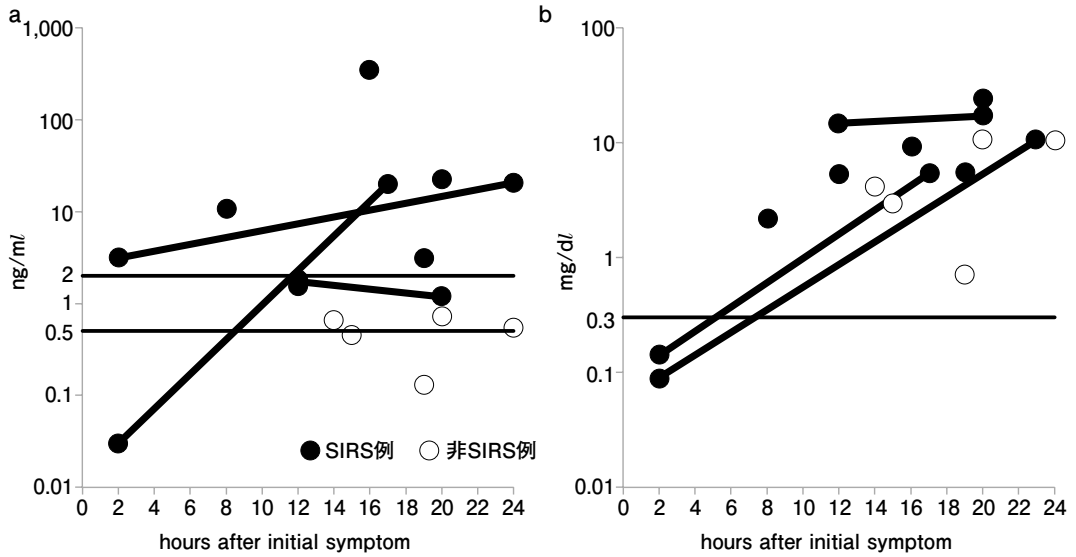 a
1,000
100
10
2
1
0.5
0.1
0.01
ng/mℓ
0 2 4 6 8 10 12 14 16 18 20 22 24
hours after initial symptom
SIRS例 非SIRS例
b
100
10
1
0.3
0.1
0.01
mg/dℓ
0 2 4 6 8 10 12 14 16 18 20 22 24
hours after initial symptom